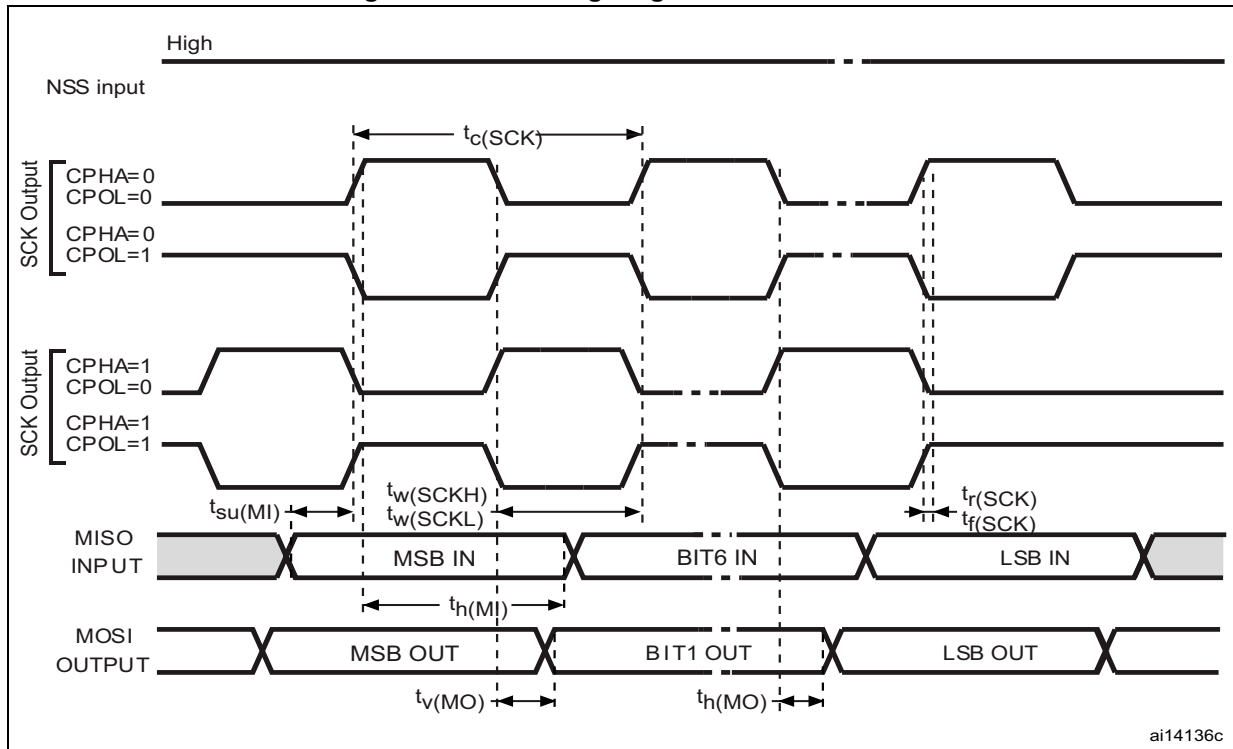 High
NSS input
tc(SCK)
SCK Output
CPHA=0
CPOL=0
CPHA=0
CPOL=1
SCK Output
CPHA=1
CPOL=0
CPHA=1
CPOL=1
tsu(MI)
tw(SCKH)
tw(SCKL)
tr(SCK)
tf(SCK)
MISO
INPUT
MSB IN
BIT6 IN
LSB IN
th(MI)
MOSI
OUTPUT
MSB OUT
BIT1 OUT
LSB OUT
tv(MO)
th(MO)
ai14136c